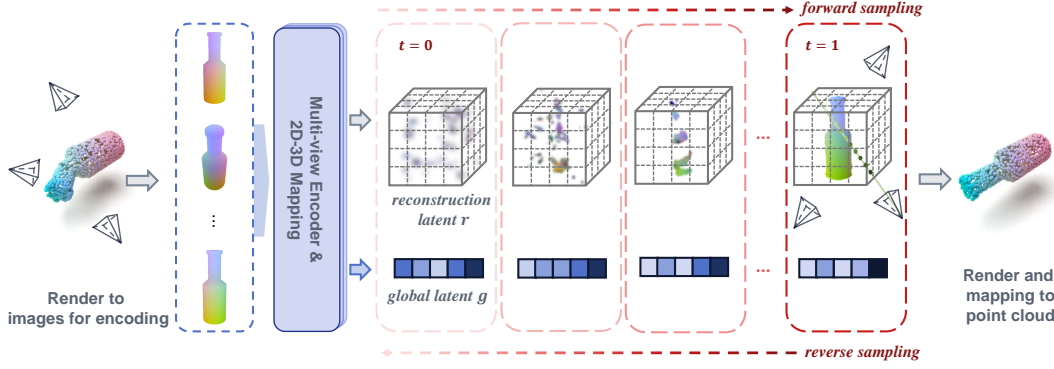 forward sampling
t = 0
t = 1
Multi-view Encoder &
2D-3D Mapping
...
...
reconstruction
latent r
...
global latent g
Render to
images for encoding
Render and
mapping to
point cloud
reverse sampling